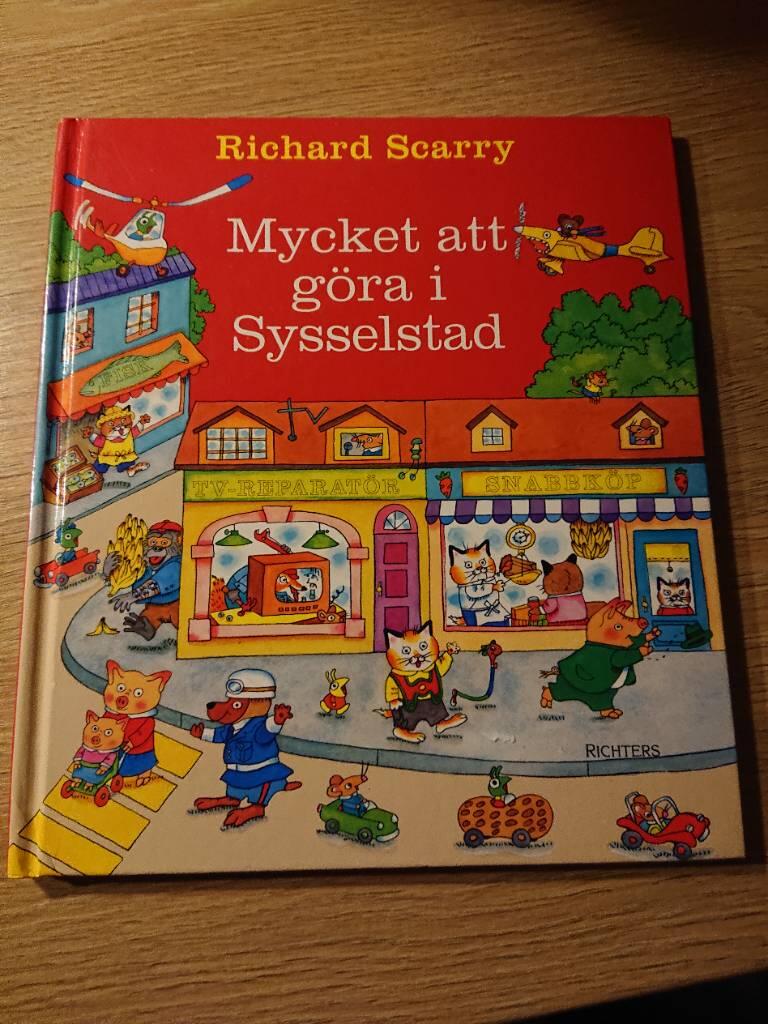 Richard Scarry
Mycket att
göra i
Sysselstad
FISK
TV
TV-REPARATÖR
SNABBKÖP
RICHTERS